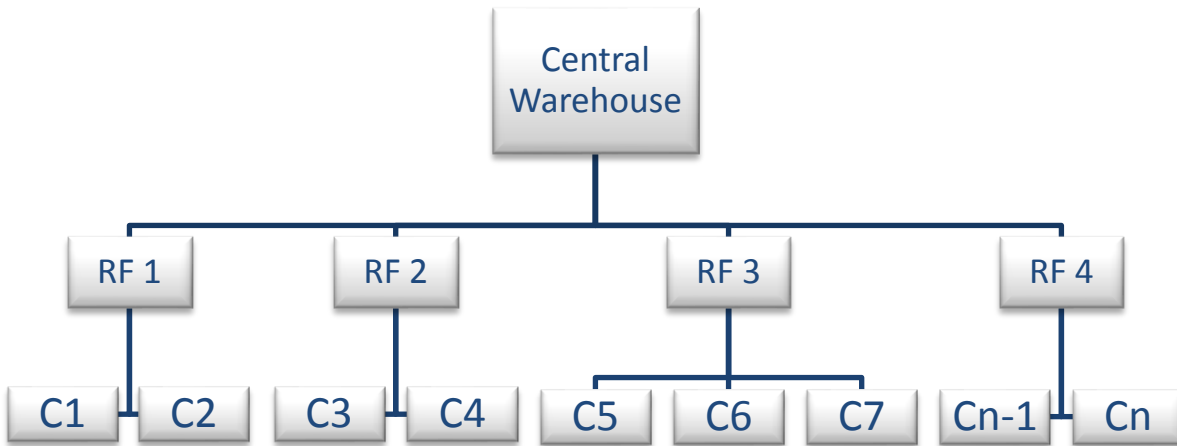 Central
Warehouse
RF 1
RF 2
RF 3
RF 4
C1
C2
C3
C4
C5
C6
C7
Cn-1
Cn